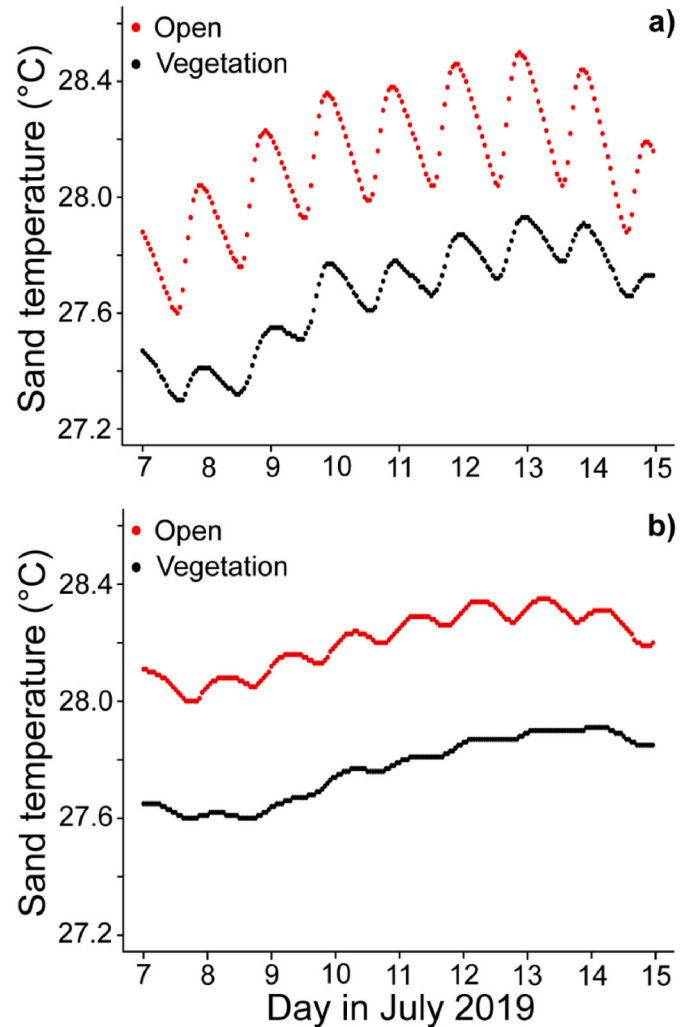 a)
Open
Vegetation
Sand temperature (°C)
28.4
28.0
27.6
27.2
7 8 9 10 11 12 13 14 15
b)
Open
Vegetation
Sand temperature (°C)
28.4
28.0
27.6
27.2
7 8 9 10 11 12 13 14 15
Day in July 2019